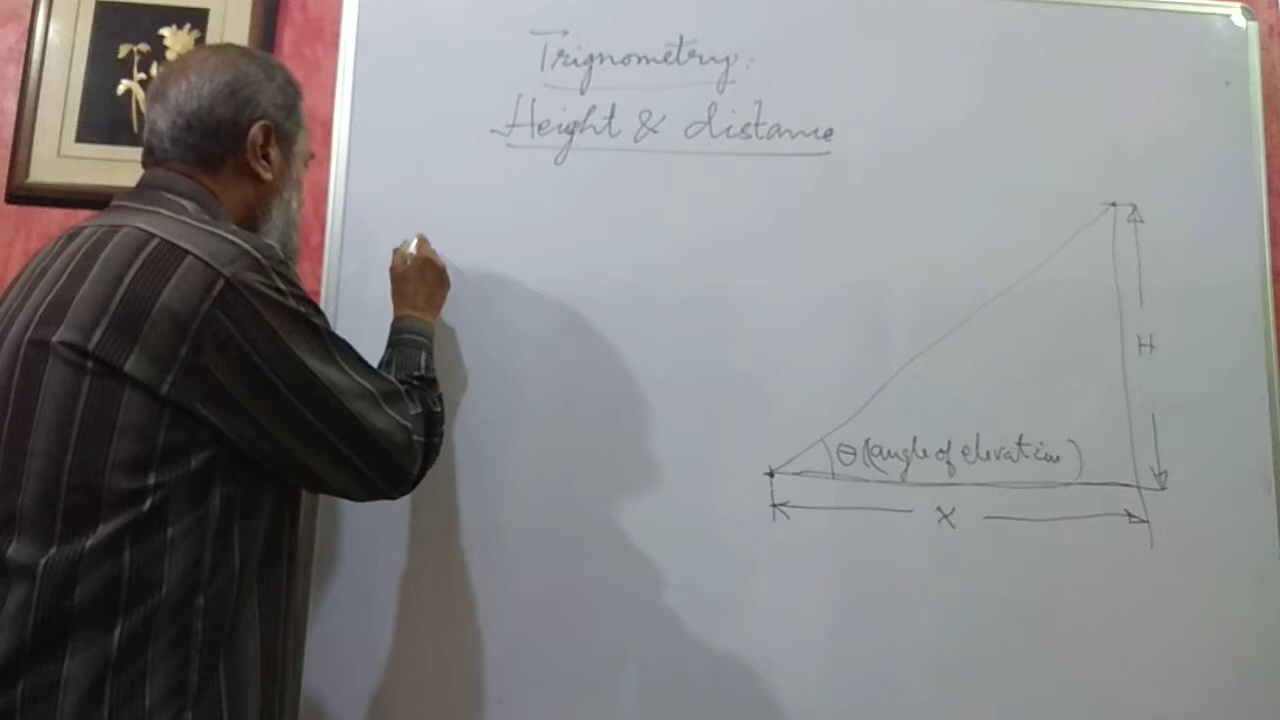 Trignometry:
Height & distance
H
θ (angle of elevation)
X